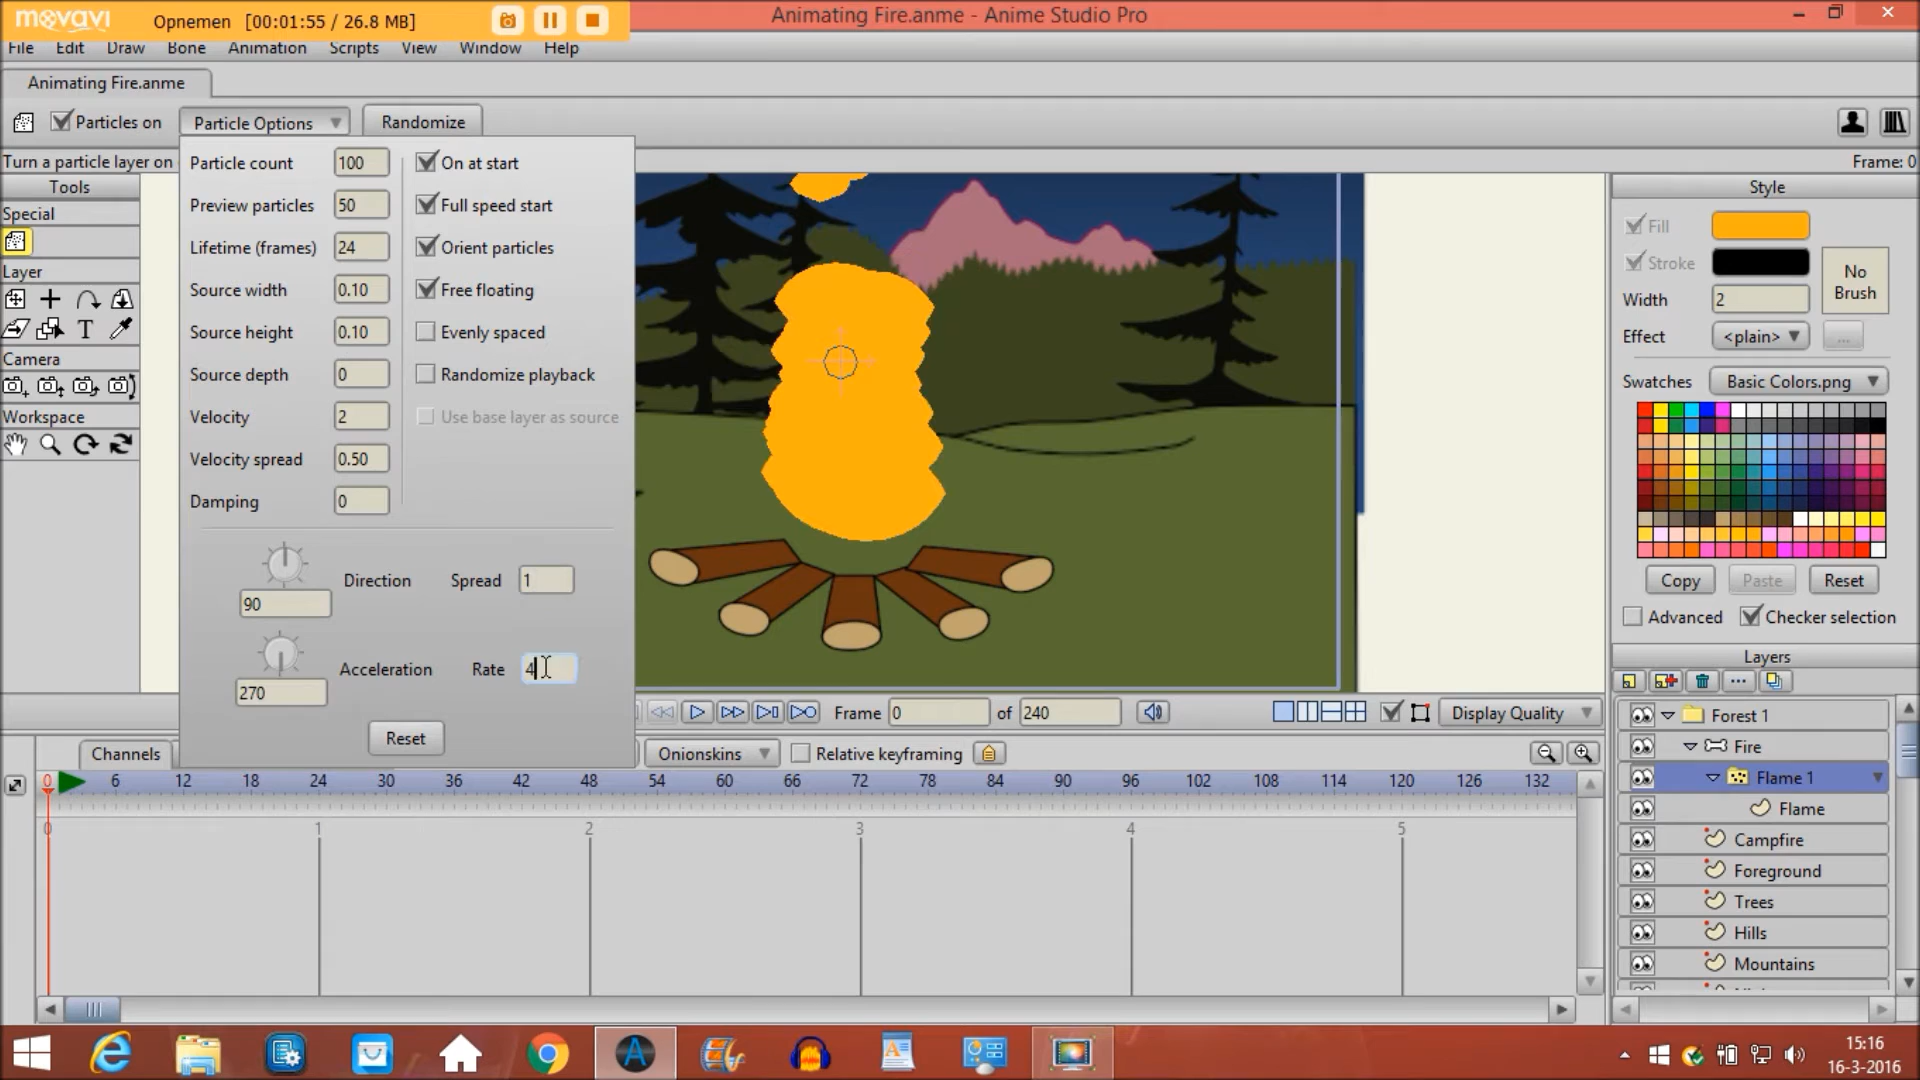 movavi Opnemen [00:01:55 / 26.8 MB] Animating Fire.anme - Anime Studio Pro
File Edit Draw Bone Animation Scripts View Window Help
Animating Fire.anme
Particles on Particle Options Randomize
Turn a particle layer on Frame: 0
Tools
Special
Layer
T
Camera
Workspace
Particle count 100
Preview particles 50
Lifetime (frames) 24
Source width 0.10
Source height 0.10
Source depth 0
Velocity 2
Velocity spread 0.50
Damping 0
On at start
Full speed start
Orient particles
Free floating
Evenly spaced
Randomize playback
Use base layer as source
Direction Spread 1
90
Acceleration Rate 4
270
Reset
Style
Fill
Stroke
No Brush
Width 2
Effect <plain> ...
Swatches Basic Colors.png
Copy Paste Reset
Advanced Checker selection
Layers
Forest 1
Fire
Flame 1
Flame
Campfire
Foreground
Trees
Hills
Mountains
Frame 0 of 240 Display Quality
Channels Onionskins Relative keyframing
0 6 12 18 24 30 36 42 48 54 60 66 72 78 84 90 96 102 108 114 120 126 132
0 1 2 3 4 5
15:16
16-3-2016